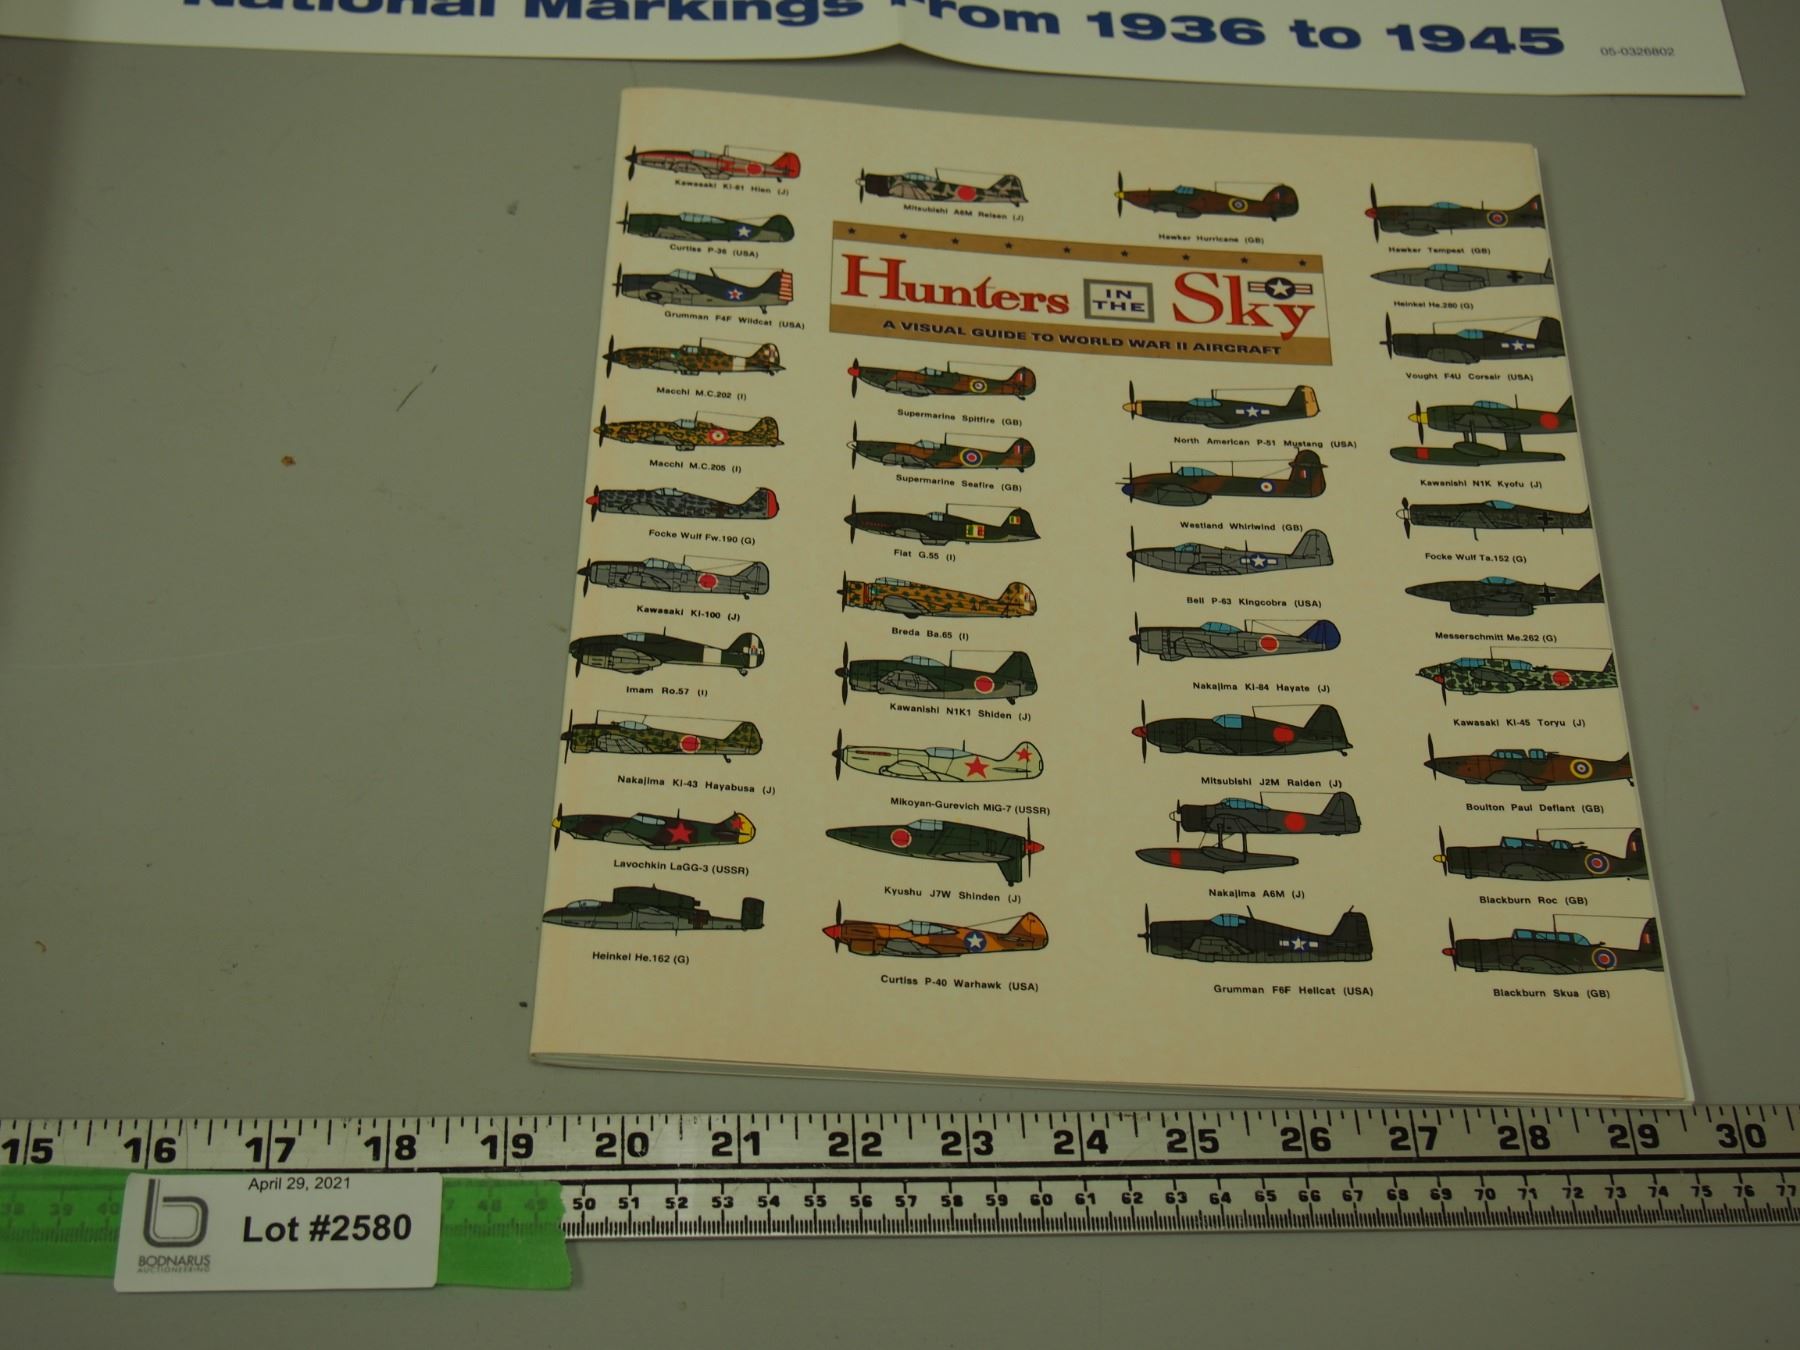 National Markings From 1936 to 1945
05-0326802
Kawasaki Ki-61 Hien (J)
Curtiss P-36 (USA)
Grumman F4F Wildcat (USA)
Macchi M.C.202 (I)
Macchi M.C.205 (I)
Focke Wulf Fw.190 (G)
Kawasaki Ki-100 (J)
Imam Ro.57 (I)
Nakajima Ki-43 Hayabusa (J)
Lavochkin LaGG-3 (USSR)
Heinkel He.162 (G)
Mitsubishi A6M Reisen (J)
Hawker Hurricane (GB)
Hunters IN THE Sky
A VISUAL GUIDE TO WORLD WAR II AIRCRAFT
Supermarine Spitfire (GB)
Supermarine Seafire (GB)
Fiat G.55 (I)
Breda Ba.65 (I)
Kawanishi N1K1 Shiden (J)
Mikoyan-Gurevich MiG-7 (USSR)
Kyushu J7W Shinden (J)
Curtiss P-40 Warhawk (USA)
North American P-51 Mustang (USA)
Westland Whirlwind (GB)
Bell P-63 Kingcobra (USA)
Nakajima Ki-84 Hayate (J)
Mitsubishi J2M Raiden (J)
Nakajima A6M (J)
Grumman F6F Hellcat (USA)
Hawker Tempest (GB)
Heinkel He.280 (G)
Vought F4U Corsair (USA)
Kawanishi N1K Kyofu (J)
Focke Wulf Ta.152 (G)
Messerschmitt Me.262 (G)
Kawasaki Ki-45 Toryu (J)
Boulton Paul Defiant (GB)
Blackburn Roc (GB)
Blackburn Skua (GB)
15 16 17 18 19 20 21 22 23 24 25 26 27 28 29 30
38 39 40 47 48 49 50 51 52 53 54 55 56 57 58 59 60 61 62 63 64 65 66 67 68 69 70 71 72 73 74 75 76 77
April 29, 2021
Lot #2580
BODNARUS
AUCTIONEERING